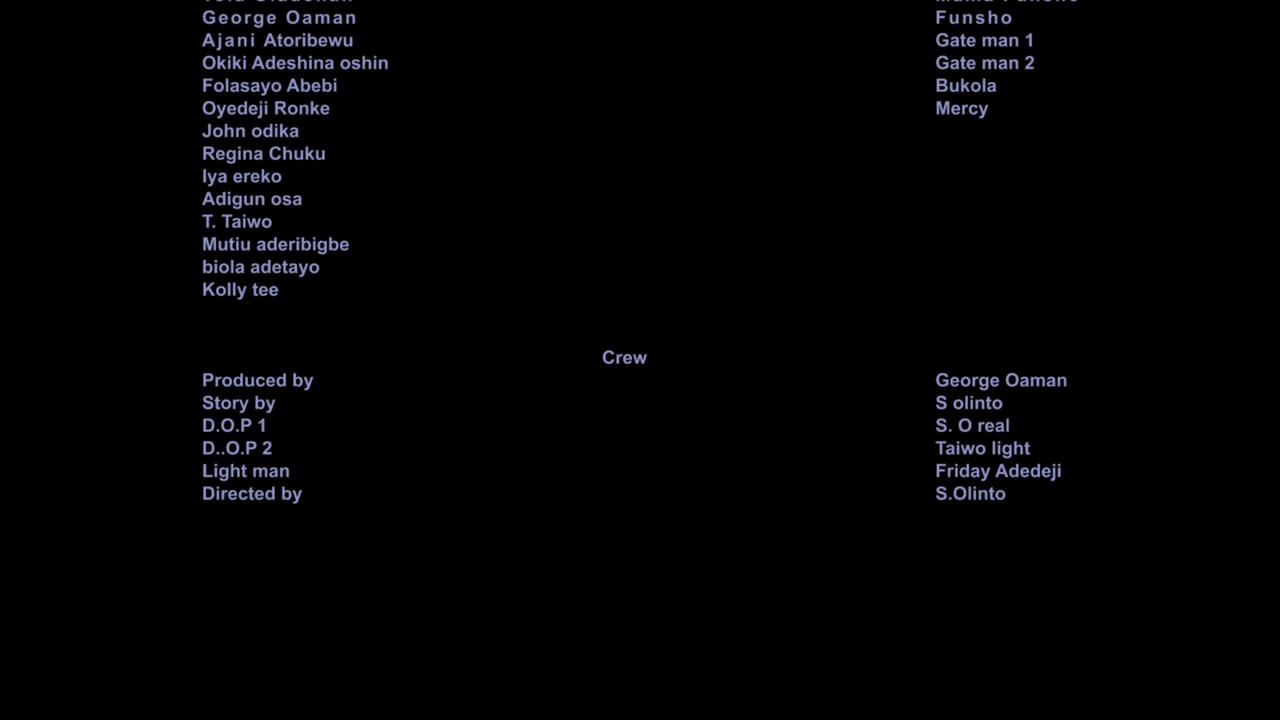 George Oaman Funsho
Ajani Atoribewu Gate man 1
Okiki Adeshina oshin Gate man 2
Folasayo Abebi Bukola
Oyedeji Ronke Mercy
John odika
Regina Chuku
Iya ereko
Adigun osa
T. Taiwo
Mutiu aderibigbe
biola adetayo
Kolly tee
Crew
Produced by George Oaman
Story by S olinto
D.O.P 1 S. O real
D..O.P 2 Taiwo light
Light man Friday Adedeji
Directed by S.Olinto